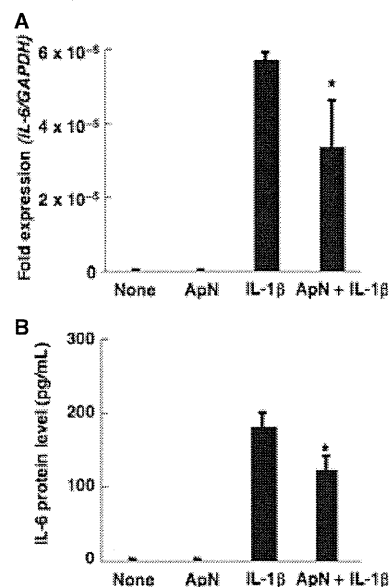 A
Fold expression (IL-6/GAPDH)
6 x 10⁻⁵
4 x 10⁻⁵
2 x 10⁻⁵
0
*
None ApN IL-1β ApN + IL-1β
B
IL-6 protein level (pg/mL)
300
200
100
0
*
None ApN IL-1β ApN + IL-1β